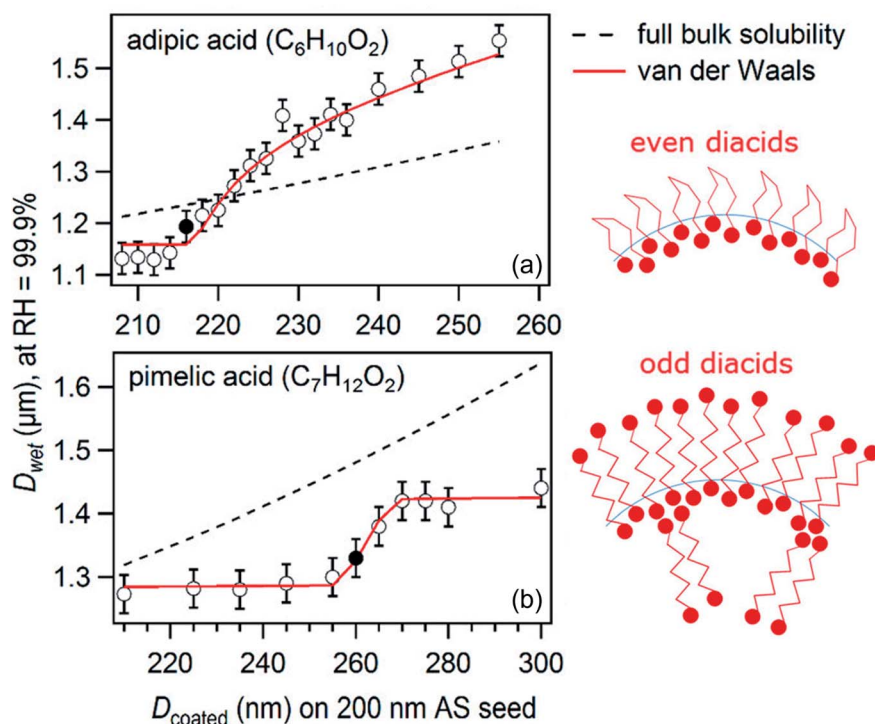 adipic acid (C₆H₁₀O₂)
1.5
1.4
1.3
1.2
1.1
(a)
210 220 230 240 250 260
pimelic acid (C₇H₁₂O₂)
1.6
1.5
1.4
1.3
(b)
220 240 260 280 300
D_wet (µm), at RH = 99.9%
D_coated (nm) on 200 nm AS seed
full bulk solubility
van der Waals
even diacids
odd diacids